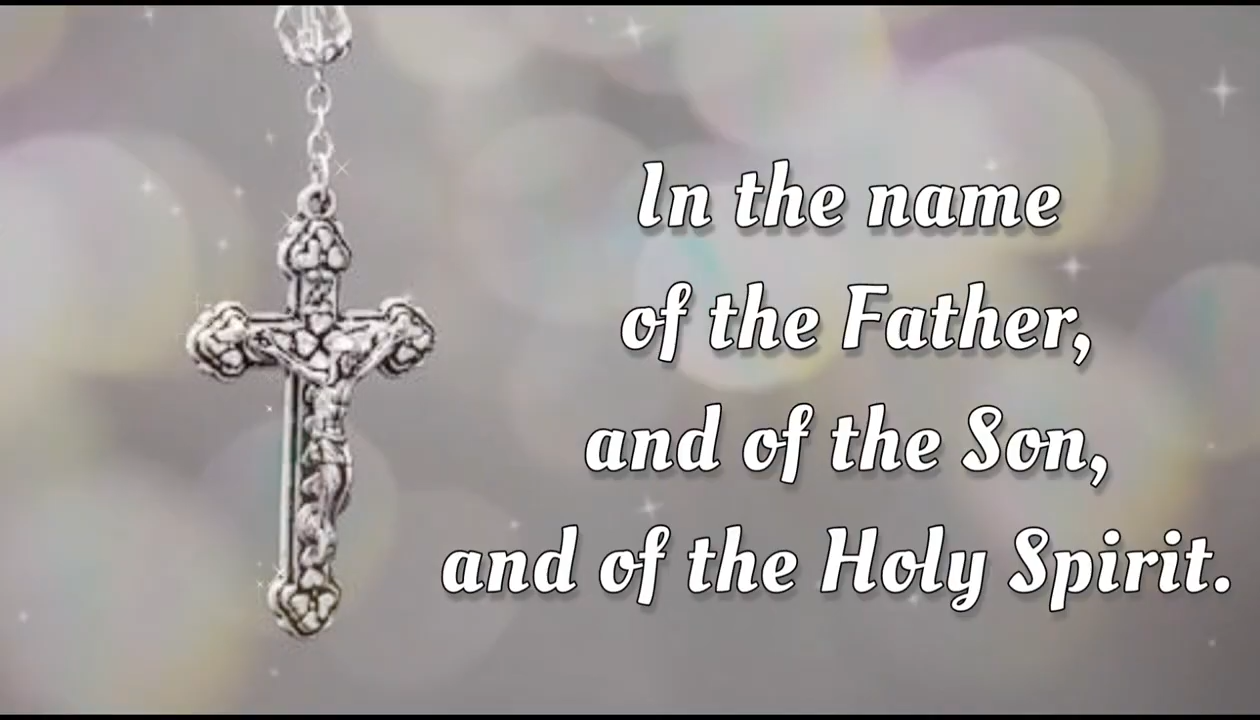 In the name
of the Father,
and of the Son,
and of the Holy Spirit.